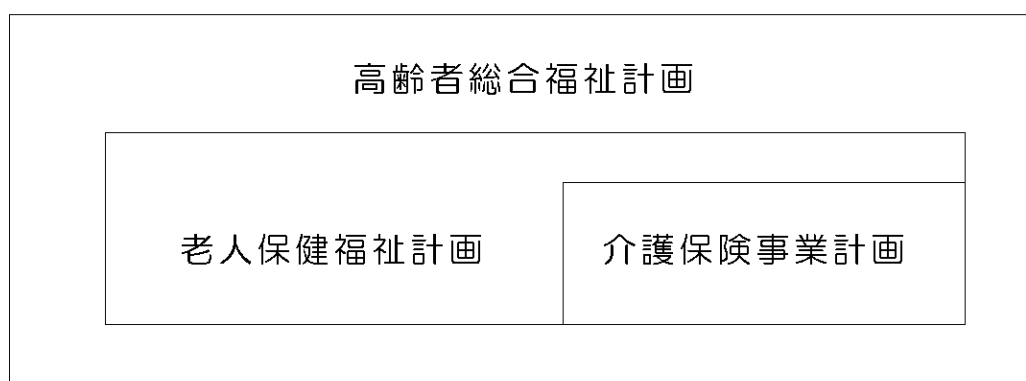 高齢者総合福祉計画
老人保健福祉計画
介護保険事業計画